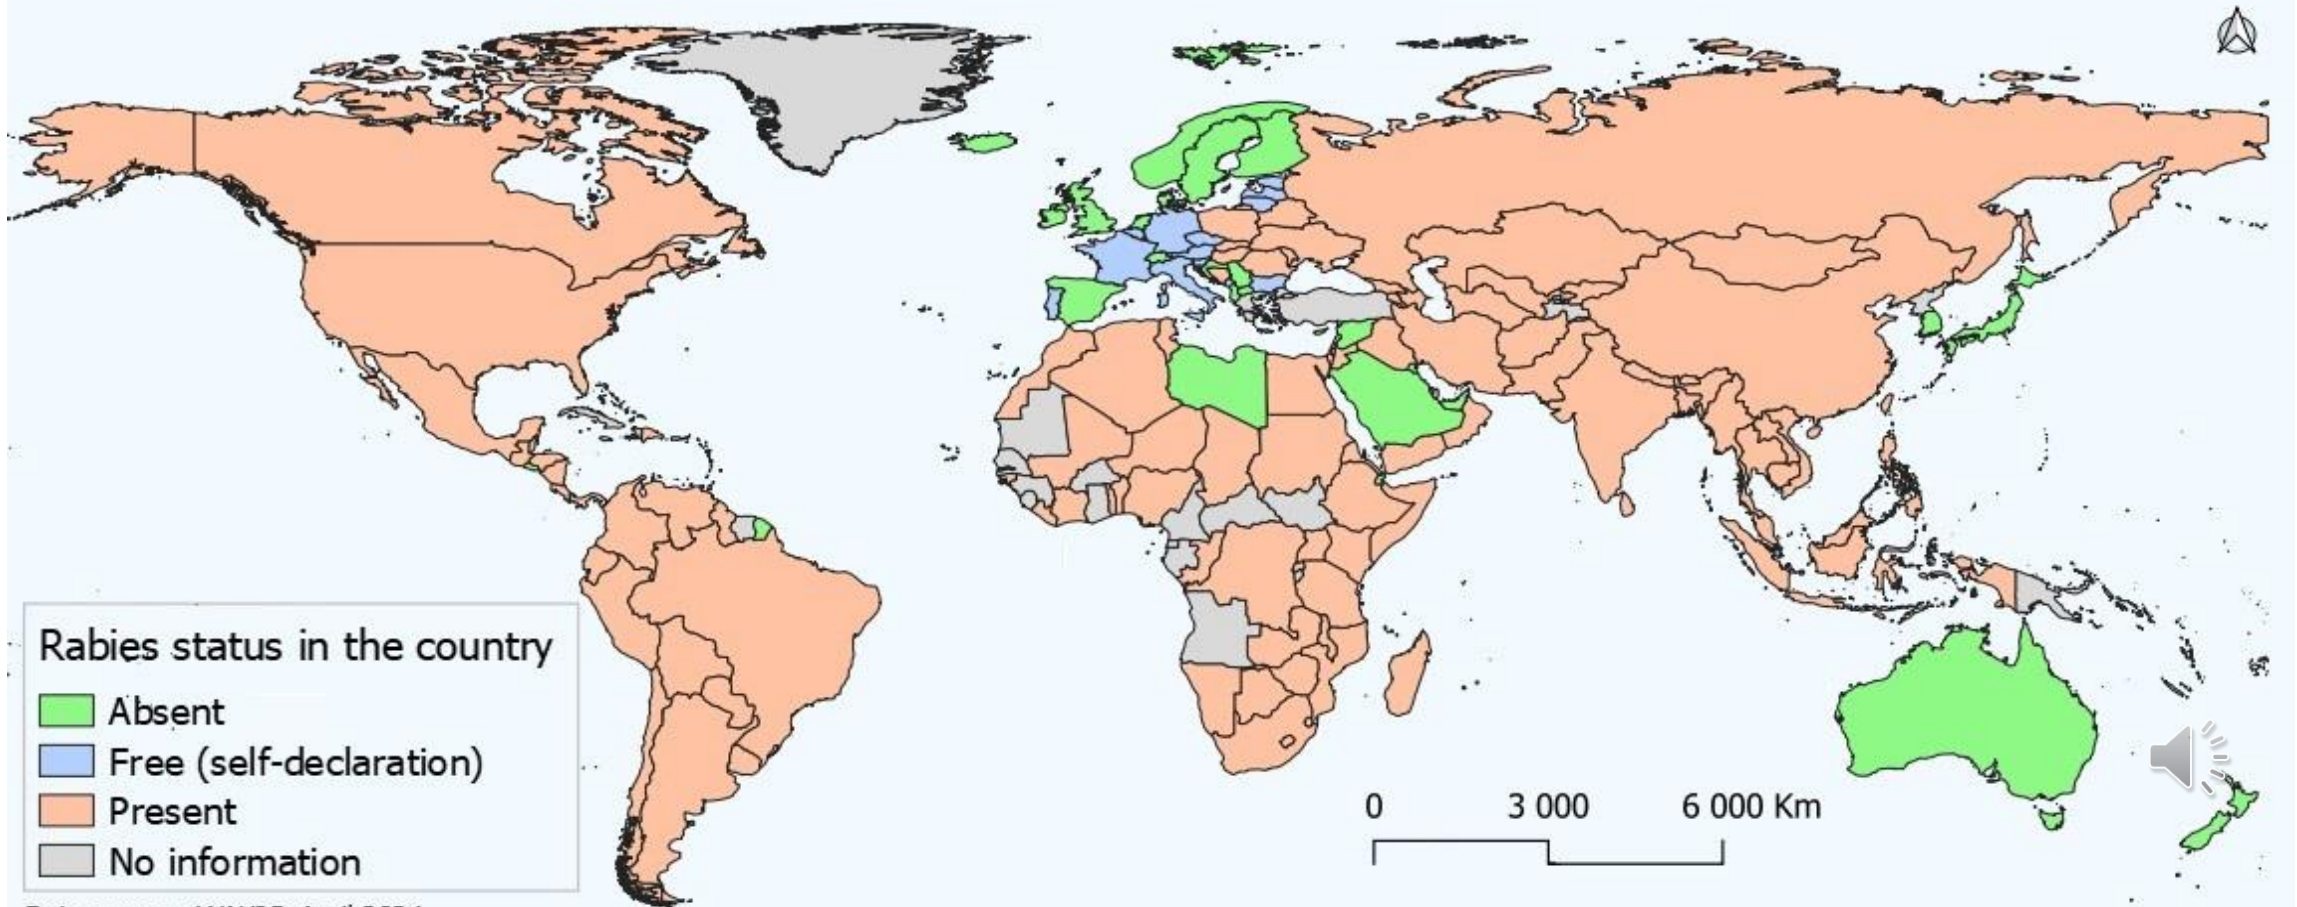 Rabies status in the country
Absent
Free (self-declaration)
Present
No information
0 3 000 6 000 Km